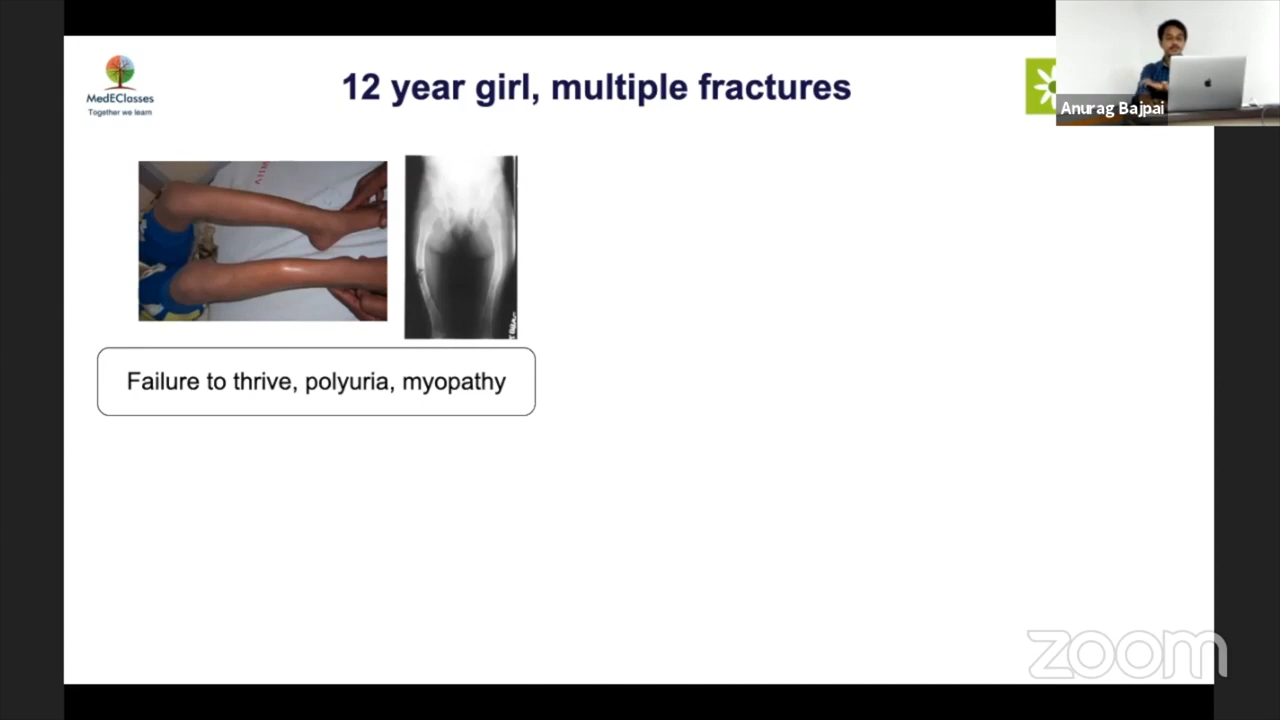 12 year girl, multiple fractures
MedEClasses
Together we learn
Anurag Bajpai
Failure to thrive, polyuria, myopathy
zoom